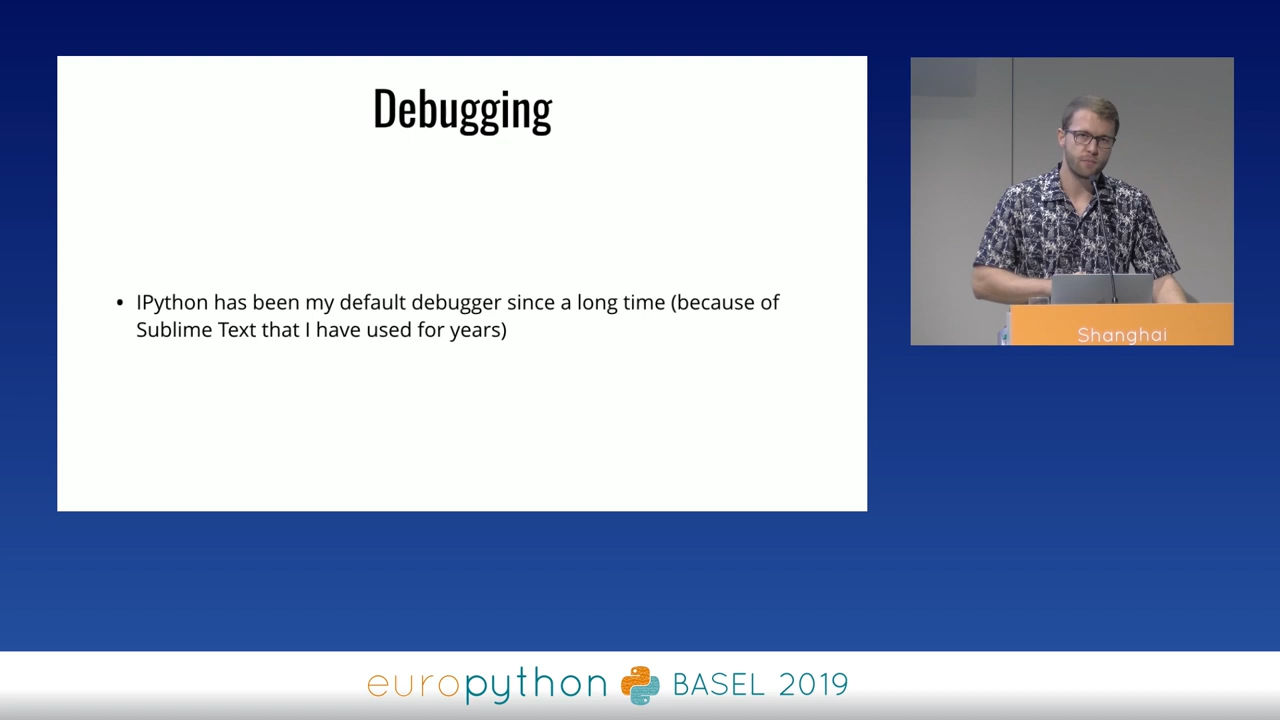 Debugging
• IPython has been my default debugger since a long time (because of
Sublime Text that I have used for years)
Shanghai
europython BASEL 2019